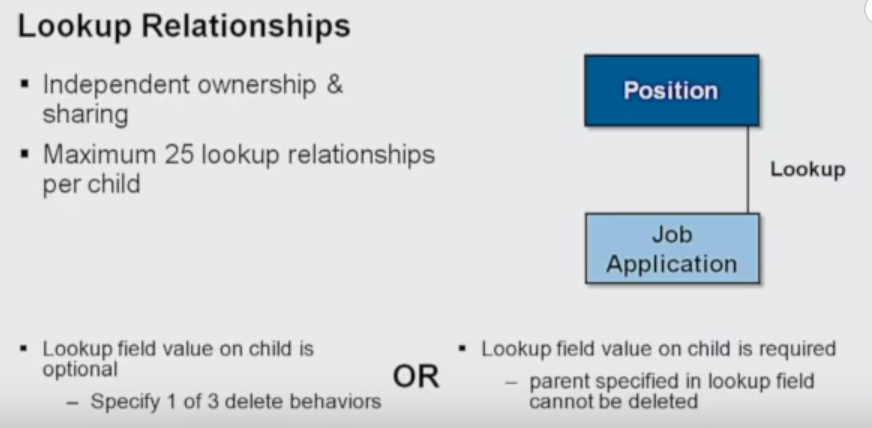 Lookup Relationships
▪ Independent ownership &
sharing
▪ Maximum 25 lookup relationships
per child
Position
Lookup
Job
Application
▪ Lookup field value on child is
optional
– Specify 1 of 3 delete behaviors
OR
▪ Lookup field value on child is required
– parent specified in lookup field
cannot be deleted